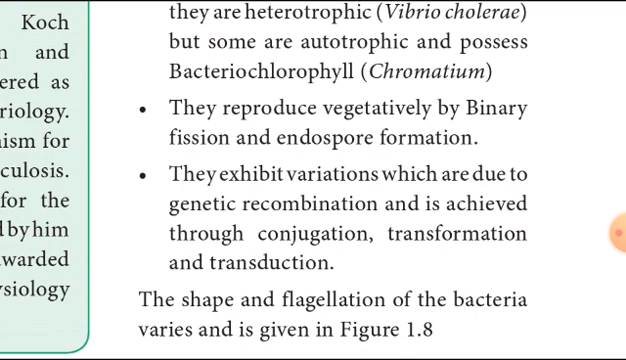 Koch
and
ered as
riology.
for
culosis.
for the
by him
warded
ysiology
they are heterotrophic (Vibrio cholerae)
but some are autotrophic and possess
Bacteriochlorophyll (Chromatium)
• They reproduce vegetatively by Binary
fission and endospore formation.
• They exhibit variations which are due to
genetic recombination and is achieved
through conjugation, transformation
and transduction.
The shape and flagellation of the bacteria
varies and is given in Figure 1.8